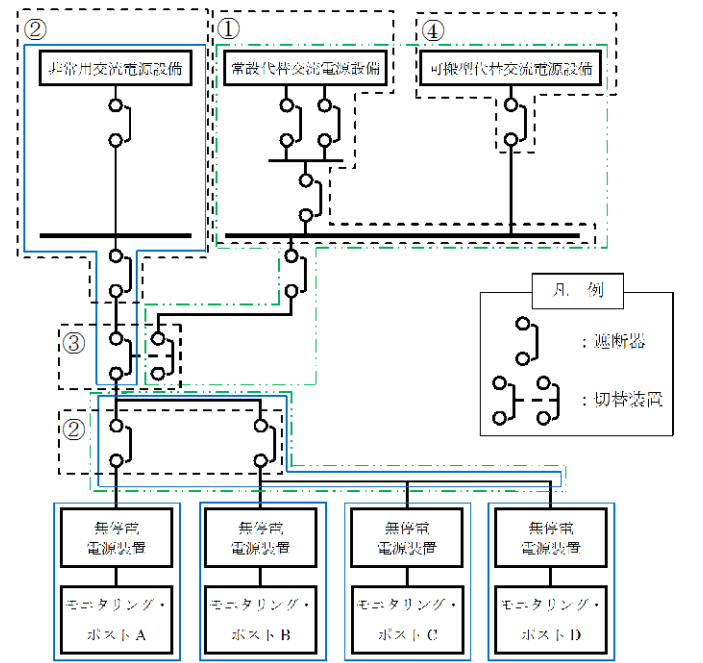 ②
①
④
非常用交流電源設備
常設代替交流電源設備
可搬型代替交流電源設備
凡 例
：遮断器
：切替装置
③
②
無停電
電源装置
無停電
電源装置
無停電
電源装置
無停電
電源装置
モニタリング・
ポストA
モニタリング・
ポストB
モニタリング・
ポストC
モニタリング・
ポストD